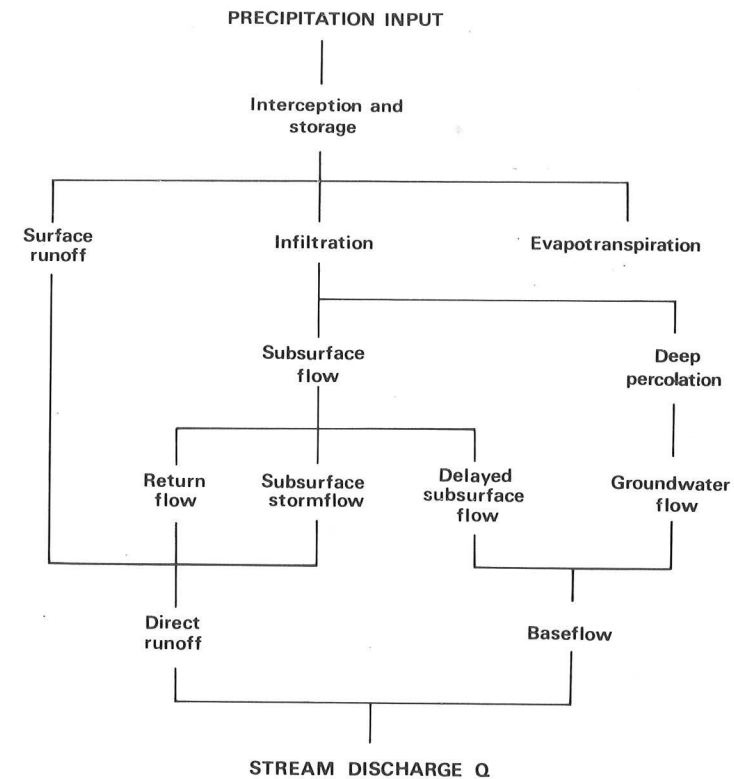 PRECIPITATION INPUT
Interception and
storage
Surface
runoff
Infiltration
Evapotranspiration
Subsurface
flow
Deep
percolation
Return
flow
Subsurface
stormflow
Delayed
subsurface
flow
Groundwater
flow
Direct
runoff
Baseflow
STREAM DISCHARGE Q